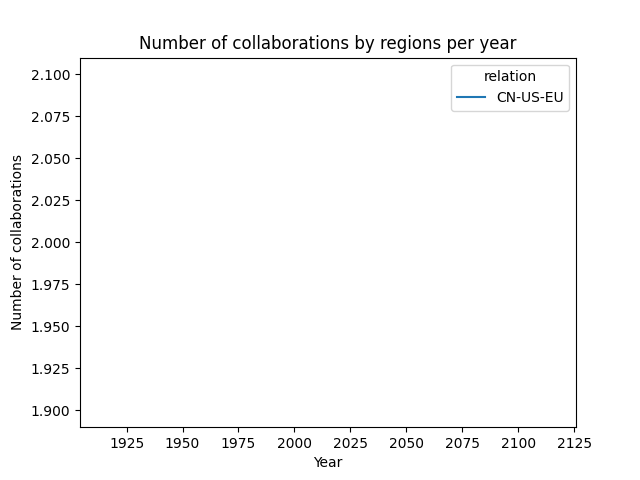 Number of collaborations by regions per year
relation
CN-US-EU
2.100
2.075
2.050
2.025
2.000
1.975
1.950
1.925
1.900
Number of collaborations
1925 1950 1975 2000 2025 2050 2075 2100 2125
Year